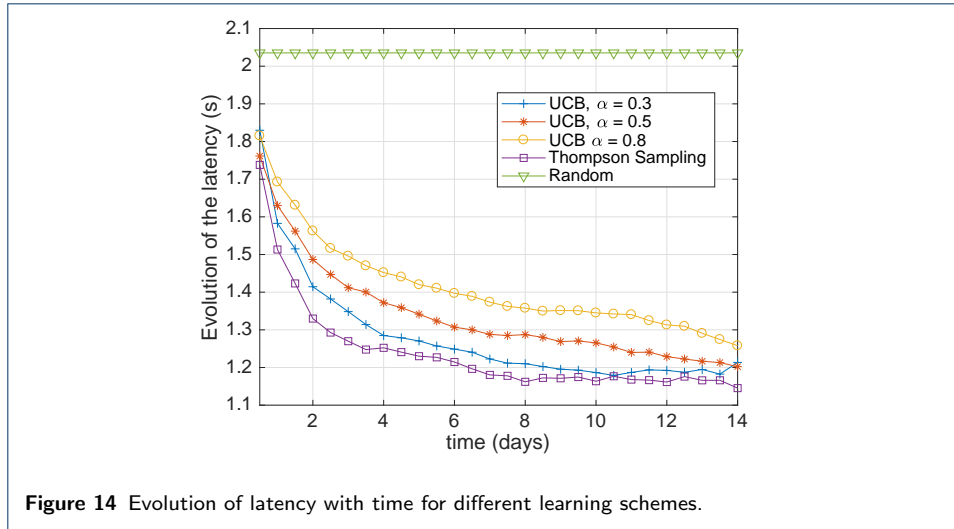 2.1
2
1.9
1.8
1.7
1.6
1.5
1.4
1.3
1.2
1.1
Evolution of the latency (s)
UCB, α = 0.3
UCB, α = 0.5
UCB α = 0.8
Thompson Sampling
Random
2 4 6 8 10 12 14
time (days)
Figure 14 Evolution of latency with time for different learning schemes.